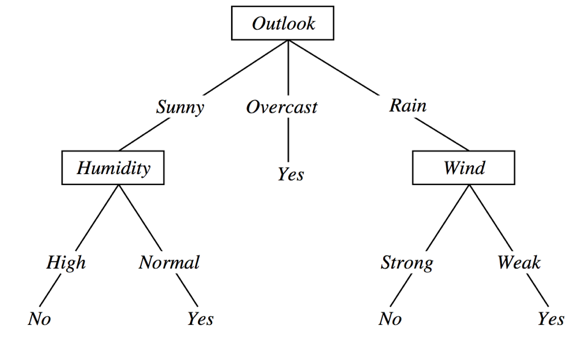 Outlook
Sunny Overcast Rain
Humidity Yes Wind
High Normal Strong Weak
No Yes No Yes